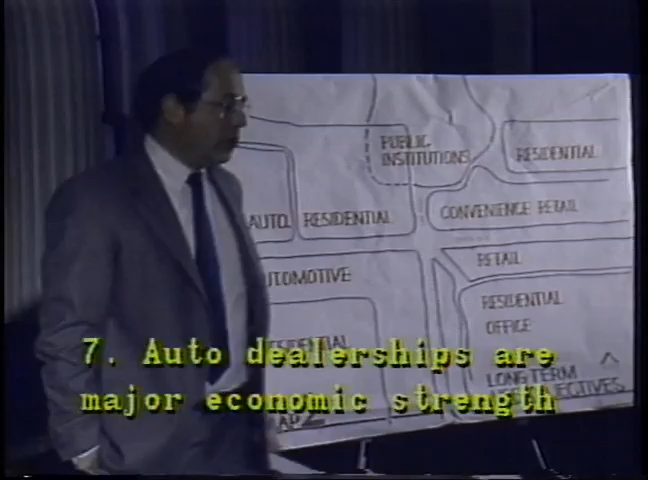 PUBLIC
INSTITUTIONS
RESIDENTIAL
AUTO.
RESIDENTIAL
CONVENIENCE RETAIL
UTOMOTIVE
RETAIL
RESIDENTIAL
OFFICE
LONG TERM
7. Auto dealerships are
major economic strength